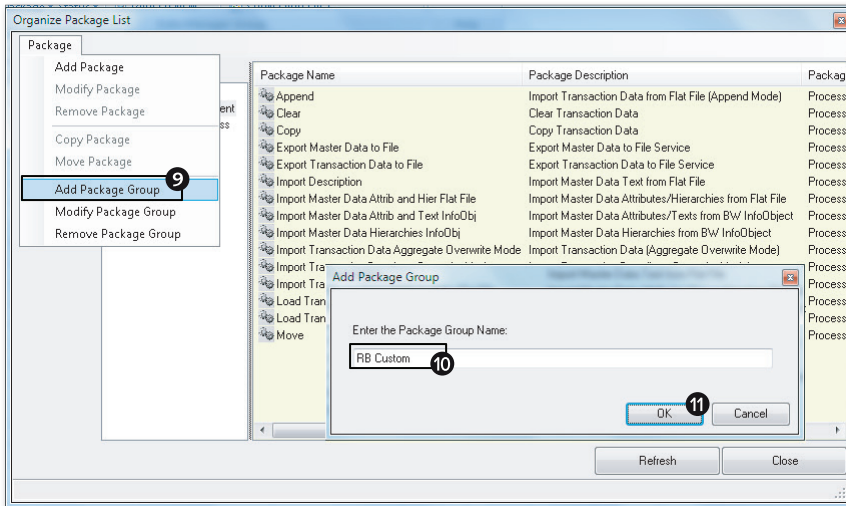 Organize Package List
Package
Add Package
Modify Package
Remove Package
Copy Package
Move Package
Add Package Group
9
Modify Package Group
Remove Package Group
ent
ss
Package Name Package Description Packag
Append Import Transaction Data from Flat File (Append Mode) Process
Clear Clear Transaction Data Process
Copy Copy Transaction Data Process
Export Master Data to File Export Master Data to File Service Process
Export Transaction Data to File Export Transaction Data to File Service Process
Import Description Import Master Data Text from Flat File Process
Import Master Data Attrib and Hier Flat File Import Master Data Attributes/Hierarchies from Flat File Process
Import Master Data Attrib and Text InfoObj Import Master Data Attributes/Texts from BW InfoObject Process
Import Master Data Hierarchies InfoObj Import Master Data Hierarchies from BW InfoObject Process
Import Transaction Data Aggregate Overwrite Mode Import Transaction Data (Aggregate Overwrite Mode) Process
Import Tra Process
Import Tra Process
Load Tran Process
Load Tran Process
Move Process
Add Package Group
Enter the Package Group Name:
RB Custom
10
OK 11 Cancel
Refresh Close